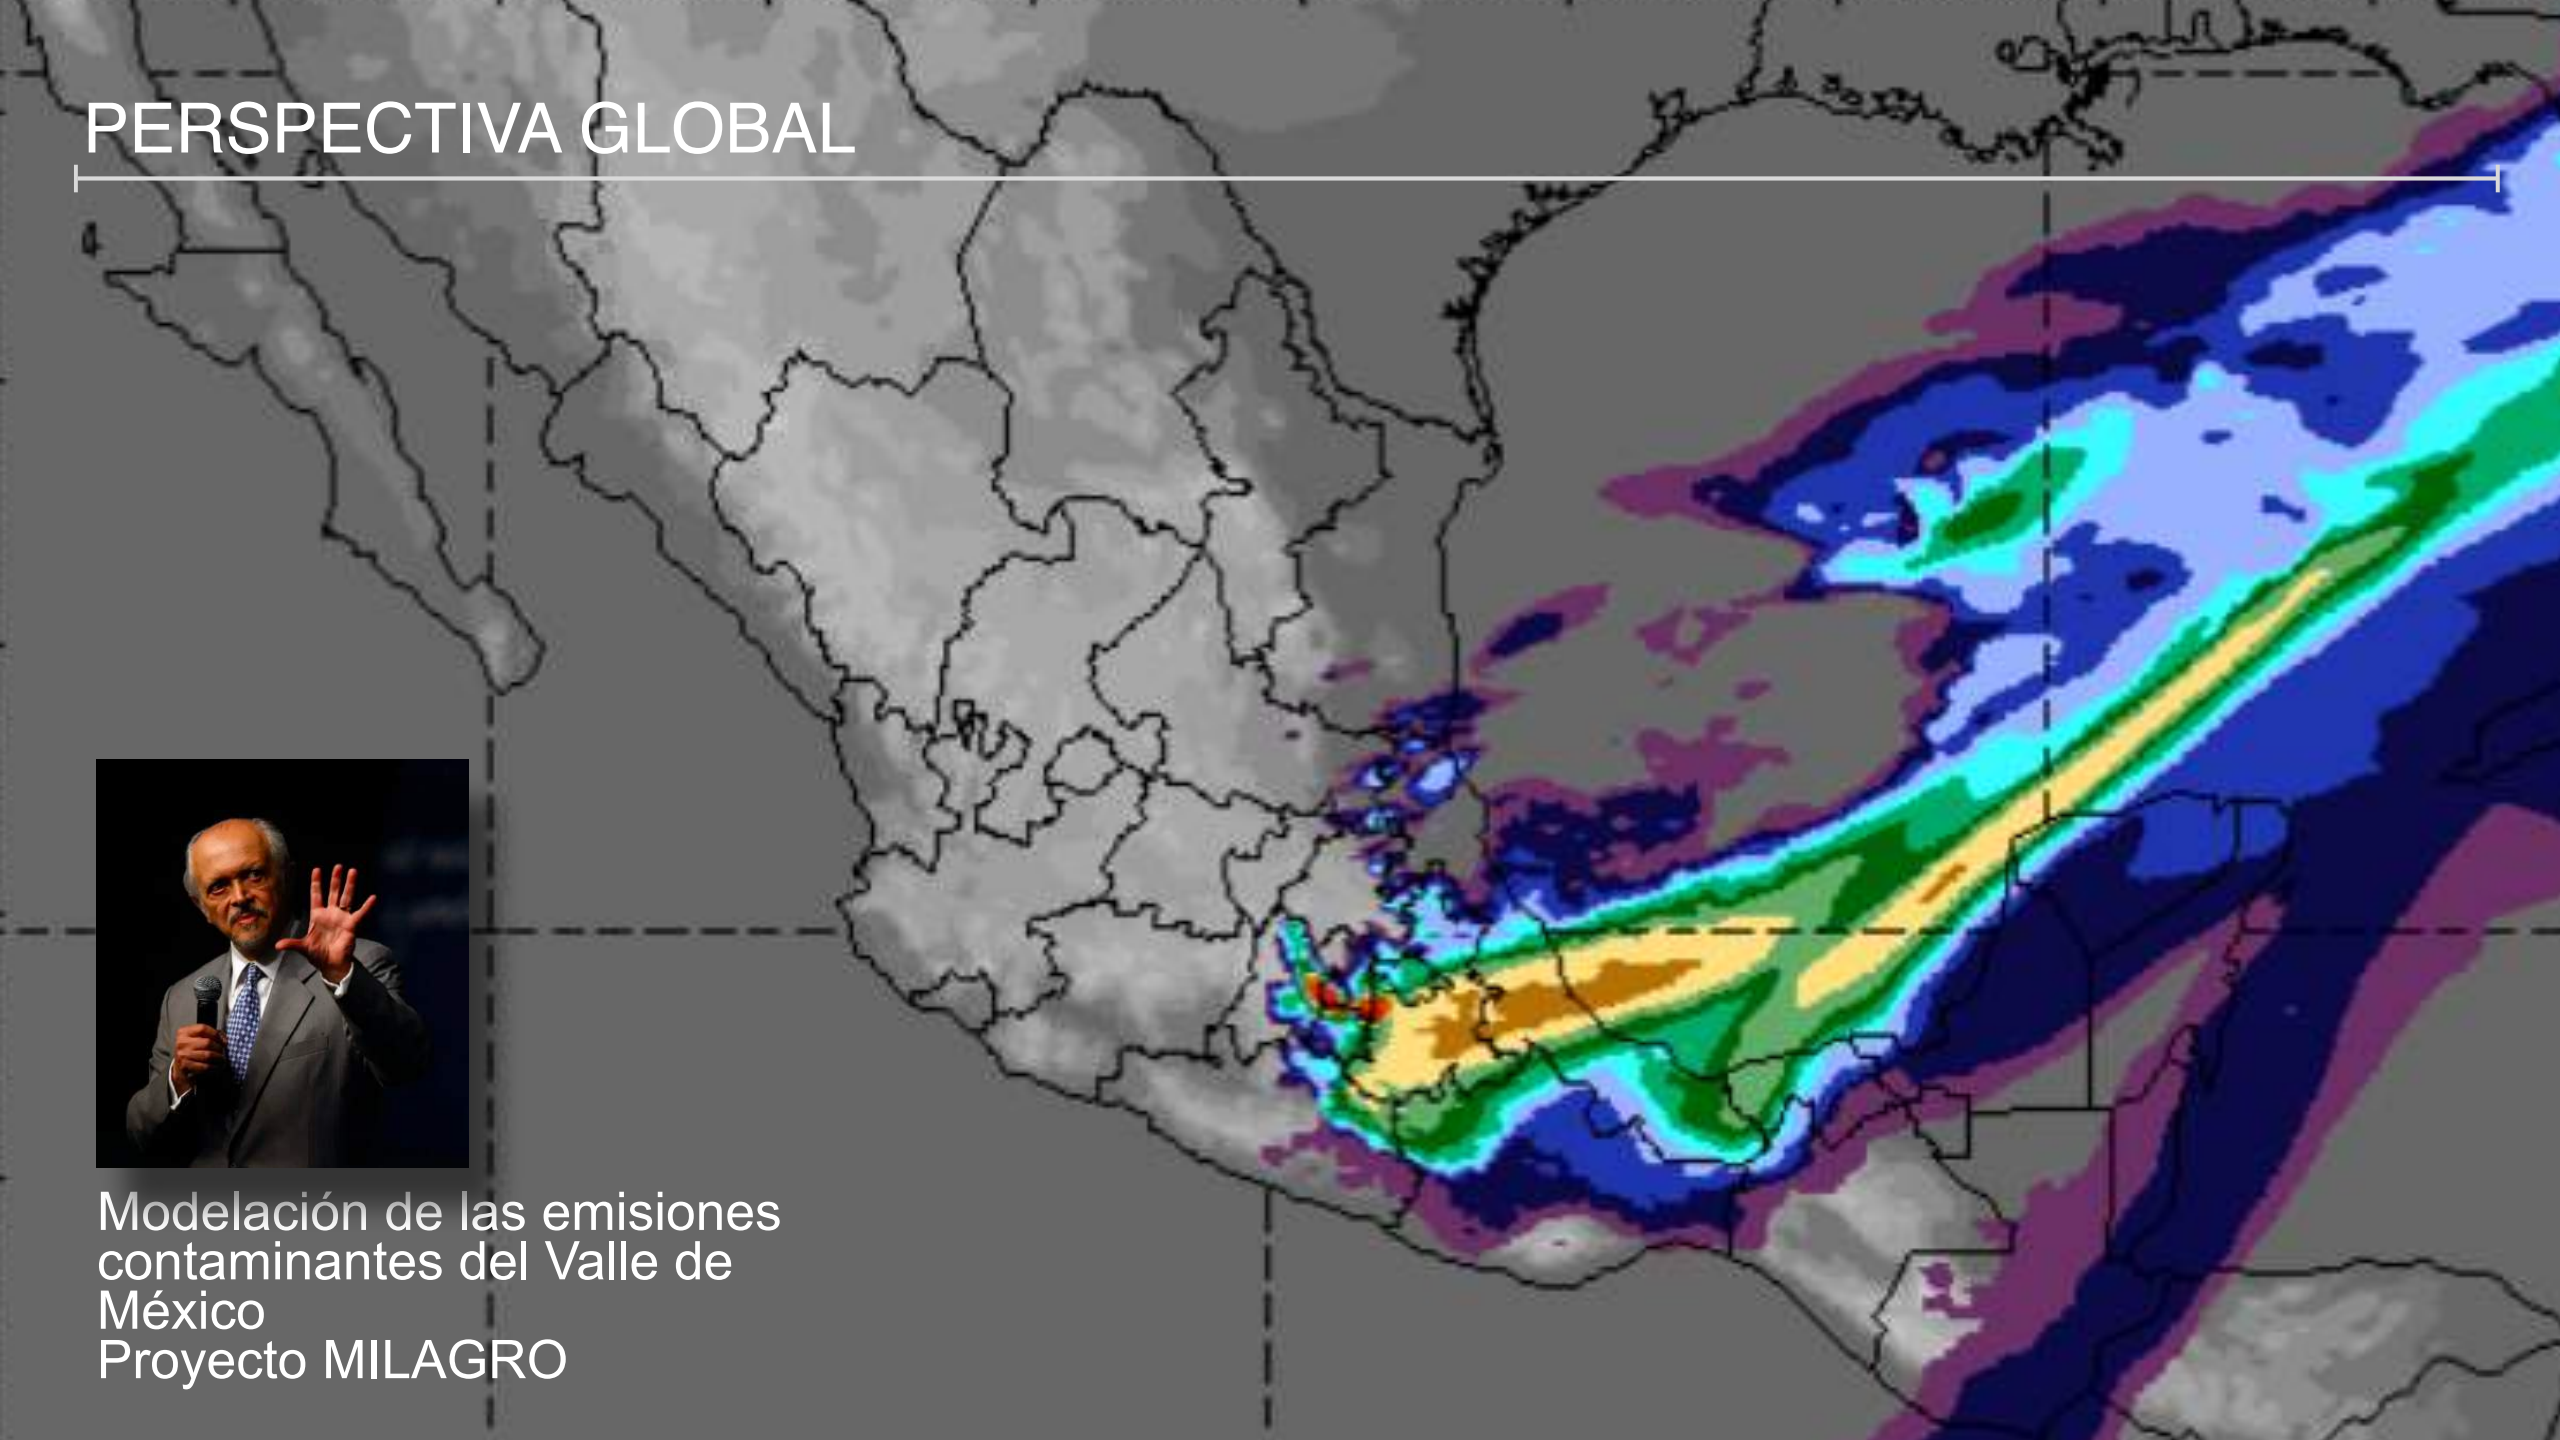 PERSPECTIVA GLOBAL
Modelación de las emisiones
contaminantes del Valle de
México
Proyecto MILAGRO